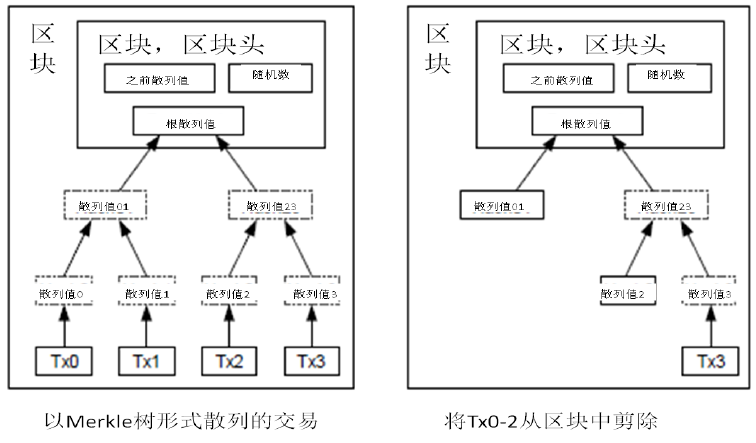 区块
区块，区块头
之前散列值
随机数
根散列值
散列值01
散列值23
散列值0
散列值1
散列值2
散列值3
Tx0
Tx1
Tx2
Tx3
以Merkle树形式散列的交易
区块
区块，区块头
之前散列值
随机数
根散列值
散列值01
散列值23
散列值2
散列值3
Tx3
将Tx0-2从区块中剪除